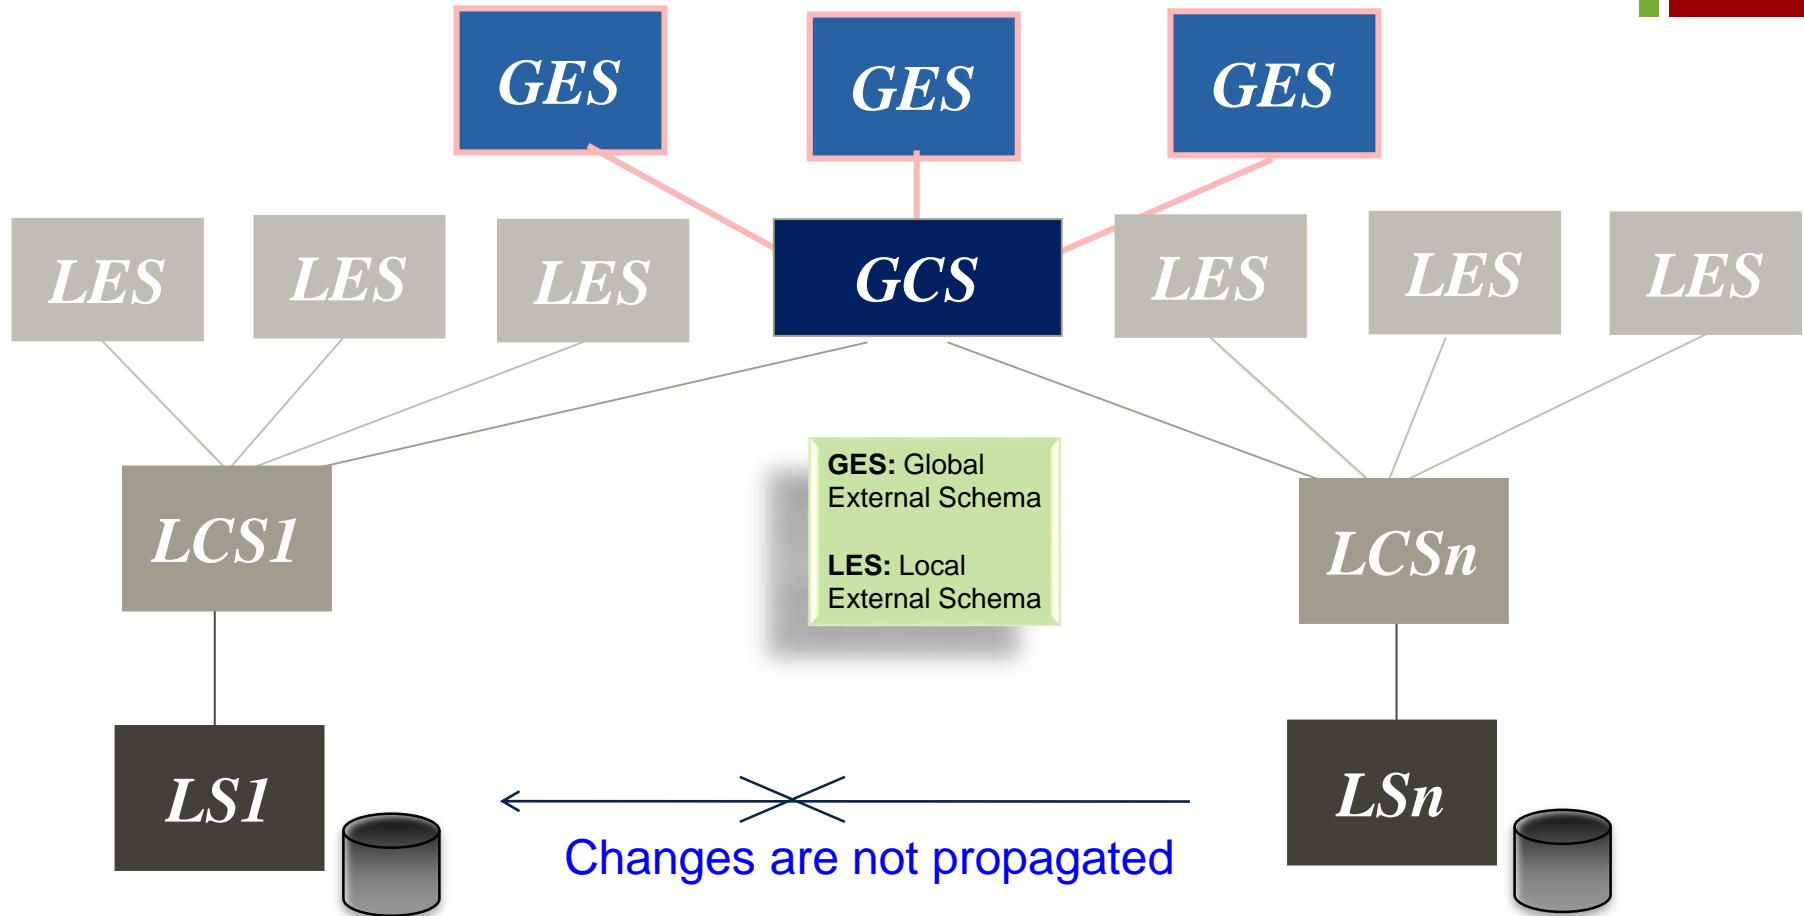 GES
GES
GES
LES
LES
LES
GCS
LES
LES
LES
GES: Global
External Schema
LES: Local
External Schema
LCS1
LCSn
LS1
LSn
Changes are not propagated